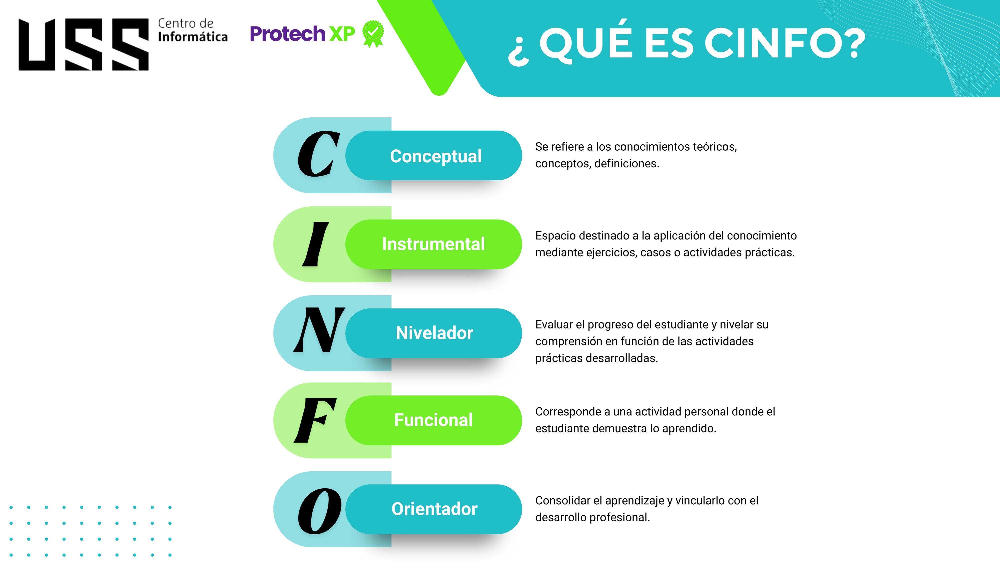 USS
Centro de
Informática
Protech XP
¿ QUÉ ES CINFO?
C
Conceptual
Se refiere a los conocimientos teóricos,
conceptos, definiciones.
I
Instrumental
Espacio destinado a la aplicación del conocimiento
mediante ejercicios, casos o actividades prácticas.
N
Nivelador
Evaluar el progreso del estudiante y nivelar su
comprensión en función de las actividades
prácticas desarrolladas.
F
Funcional
Corresponde a una actividad personal donde el
estudiante demuestra lo aprendido.
O
Orientador
Consolidar el aprendizaje y vincularlo con el
desarrollo profesional.